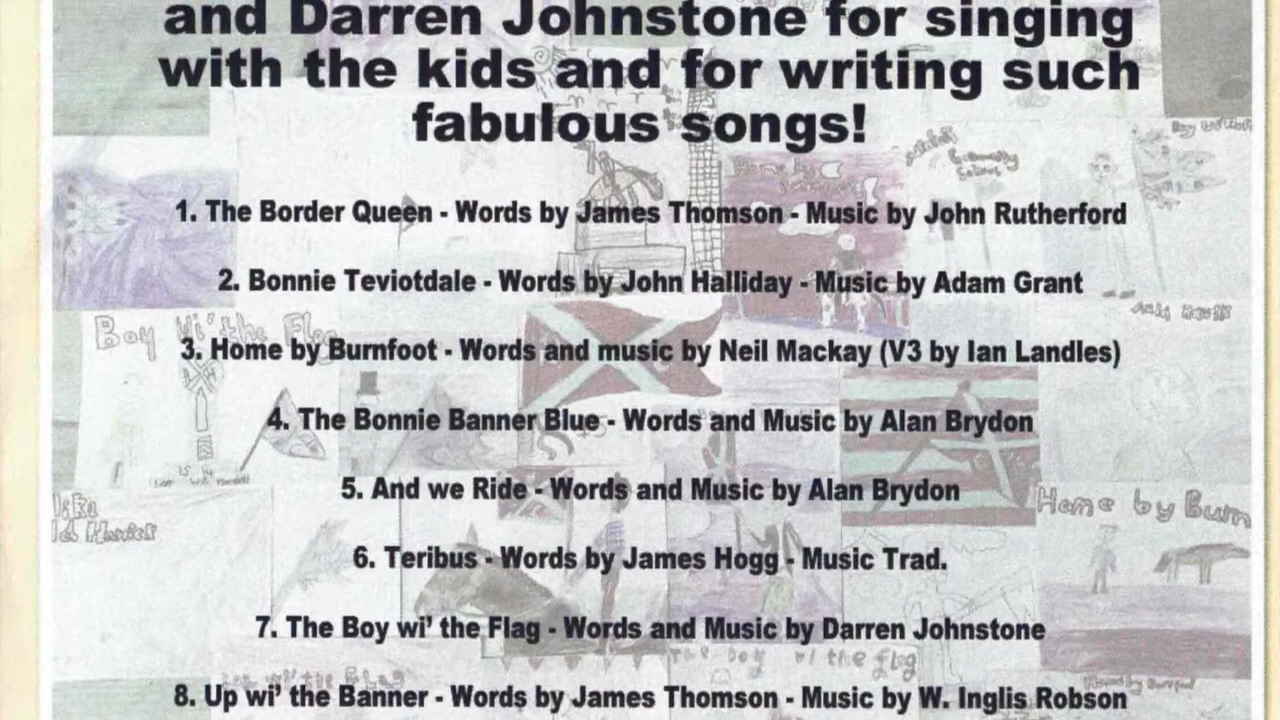 and Darren Johnstone for singing
with the kids and for writing such
fabulous songs!
1. The Border Queen - Words by James Thomson - Music by John Rutherford
2. Bonnie Teviotdale - Words by John Halliday - Music by Adam Grant
Boy Wi' the Flag
3. Home by Burnfoot - Words and music by Neil Mackay (V3 by Ian Landles)
4. The Bonnie Banner Blue - Words and Music by Alan Brydon
5. And we Ride - Words and Music by Alan Brydon
Home by Burn
6. Teribus - Words by James Hogg - Music Trad.
7. The Boy wi' the Flag - Words and Music by Darren Johnstone
The boy wi the flag
8. Up wi' the Banner - Words by James Thomson - Music by W. Inglis Robson